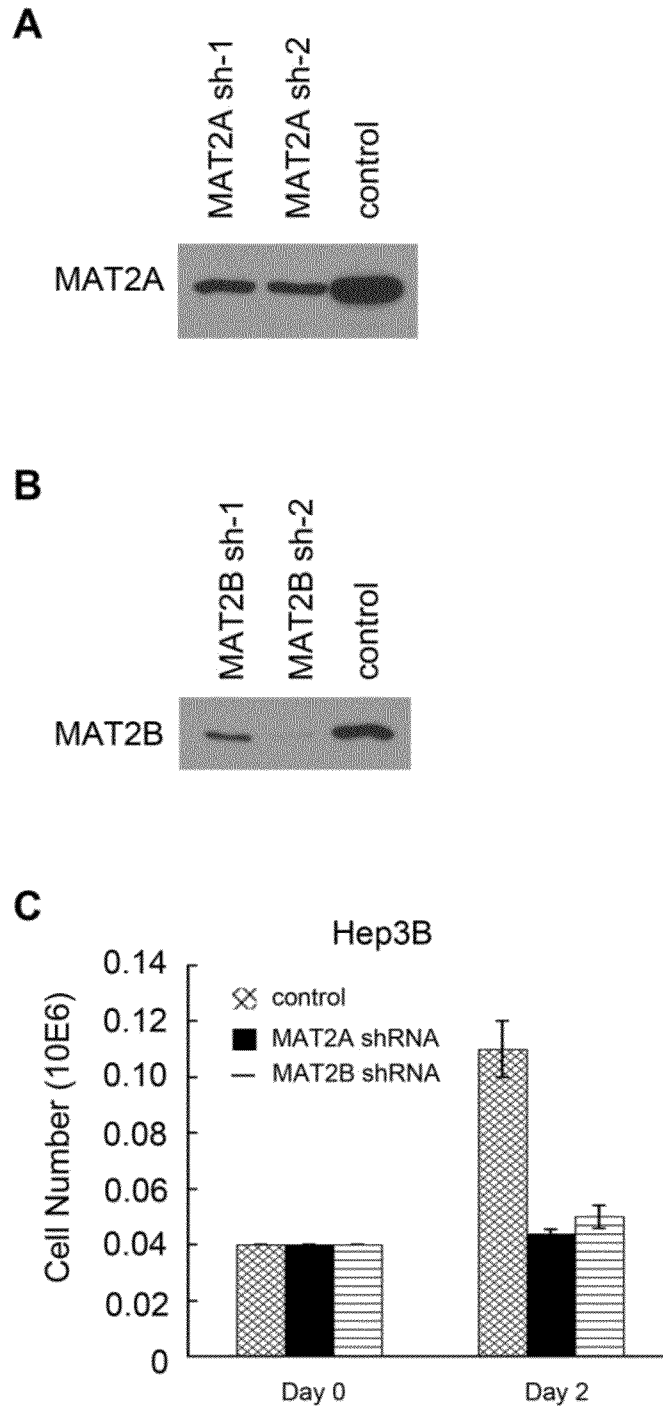 A
MAT2A sh-1
MAT2A sh-2
control
MAT2A
B
MAT2B sh-1
MAT2B sh-2
control
MAT2B
C
Hep3B
Cell Number (10E6)
0.14
0.12
0.10
0.08
0.06
0.04
0.02
0
control
MAT2A shRNA
MAT2B shRNA
Day 0
Day 2